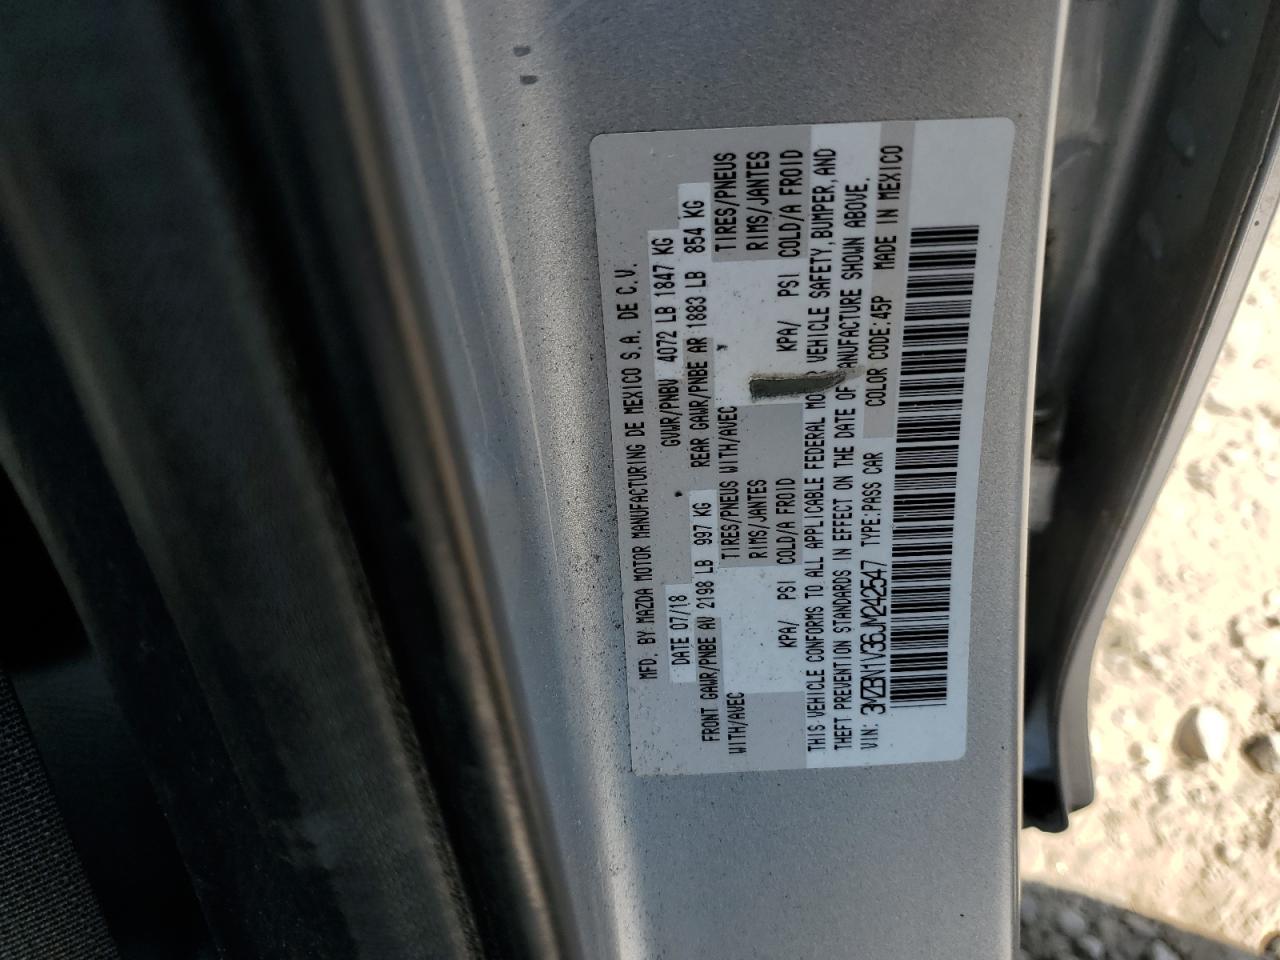 MFD. BY MAZDA MOTOR MANUFACTURING DE MEXICO S.A. DE C.V.
DATE 07/18 GVWR/PNBV 4072 LB 1847 KG
FRONT GAWR/PNBE AV 2198 LB 997 KG REAR GAWR/PNBE AR 1883 LB 854 KG
WITH/AVEC TIRES/PNEUS WITH/AVEC TIRES/PNEUS
RIMS/JANTES RIMS/JANTES
KPA/ PSI COLD/A FROID KPA/ PSI COLD/A FROID
THIS VEHICLE CONFORMS TO ALL APPLICABLE FEDERAL VEHICLE SAFETY, BUMPER, AND
THEFT PREVENTION STANDARDS IN EFFECT ON THE DATE OF MANUFACTURE SHOWN ABOVE.
VIN: 3MZBN1V36JM242547 TYPE:PASS CAR COLOR CODE:45P MADE IN MEXICO